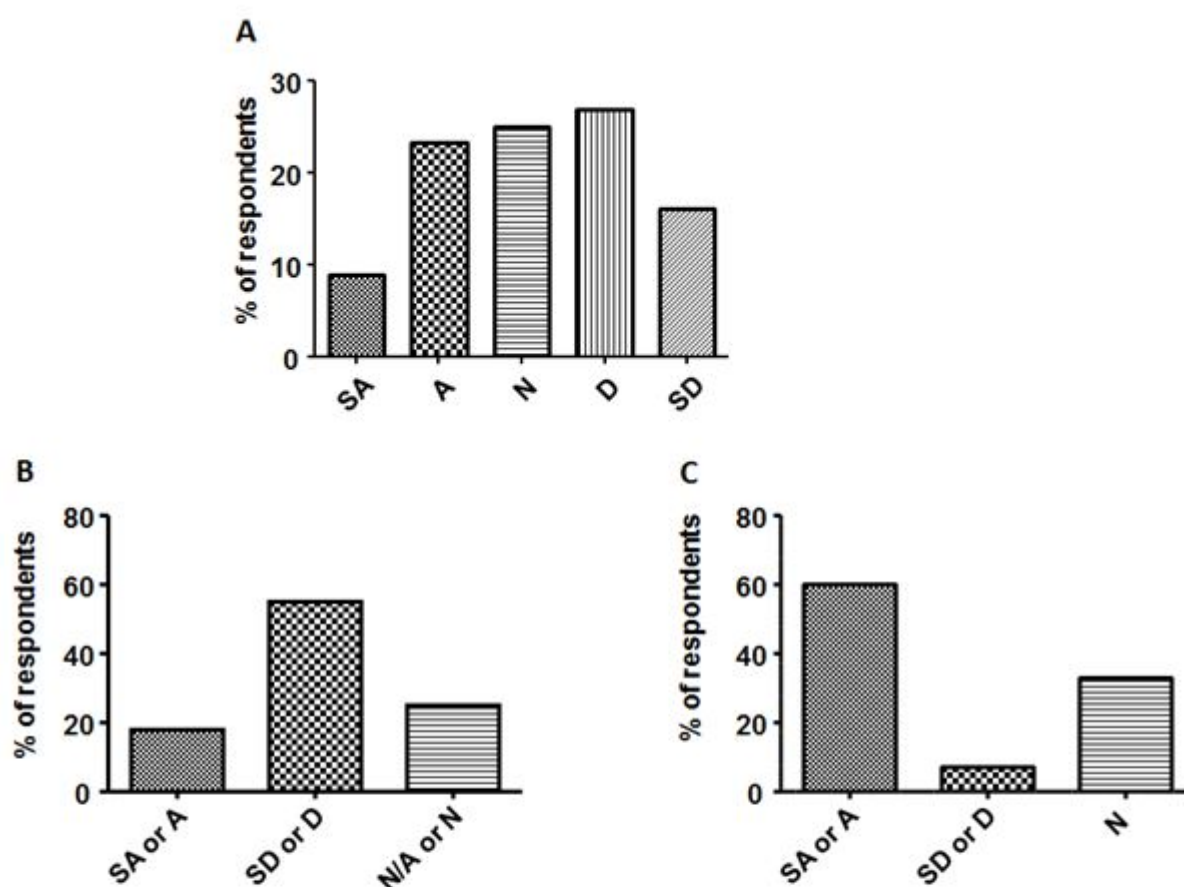 A
% of respondents
30
20
10
0
SA
A
N
D
SD
B
% of respondents
80
60
40
20
0
SA or A
SD or D
N/A or N
C
% of respondents
80
60
40
20
0
SA or A
SD or D
N